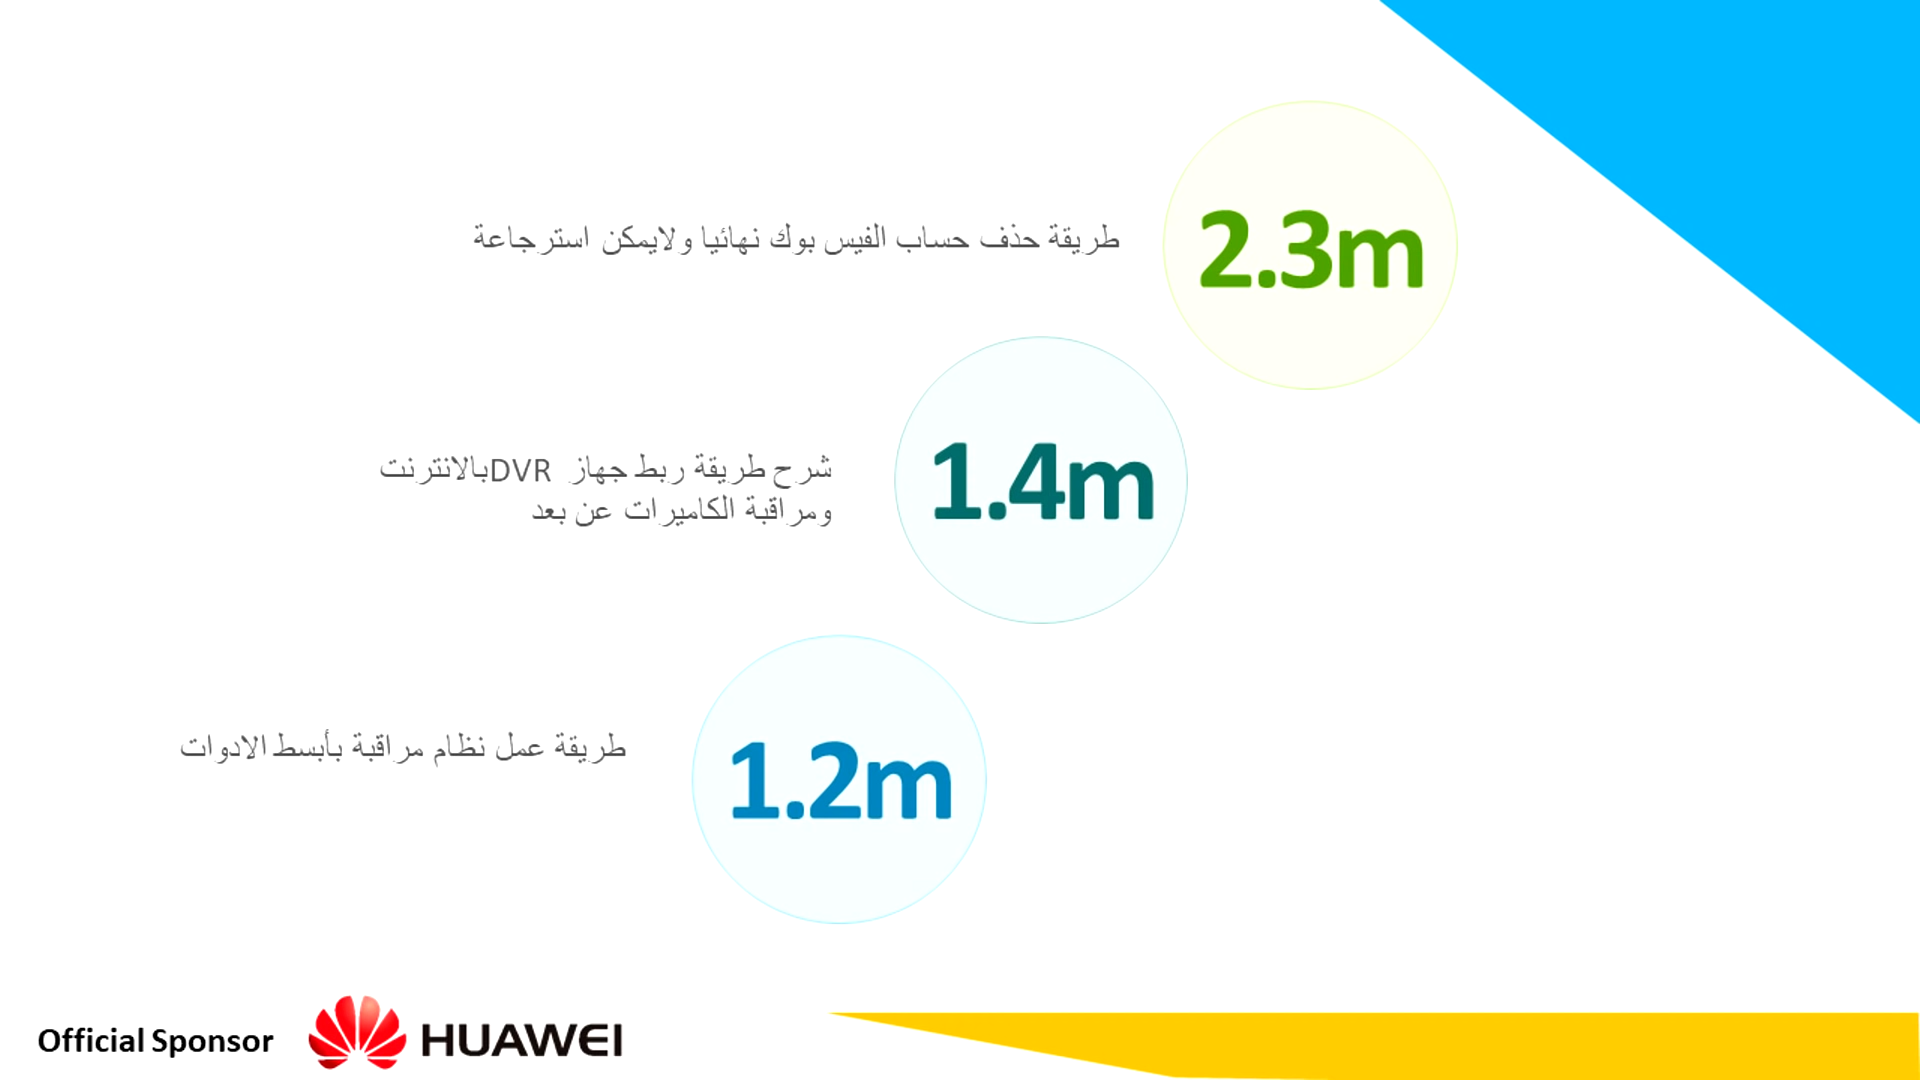 2.3m
طريقة حذف حساب الفيس بوك نهائيا ولايمكن استرجاعة
1.4m
شرح طريقة ربط جهاز DVRبالانترنت
ومراقبة الكاميرات عن بعد
1.2m
طريقة عمل نظام مراقبة بأبسط الادوات
Official Sponsor
HUAWEI